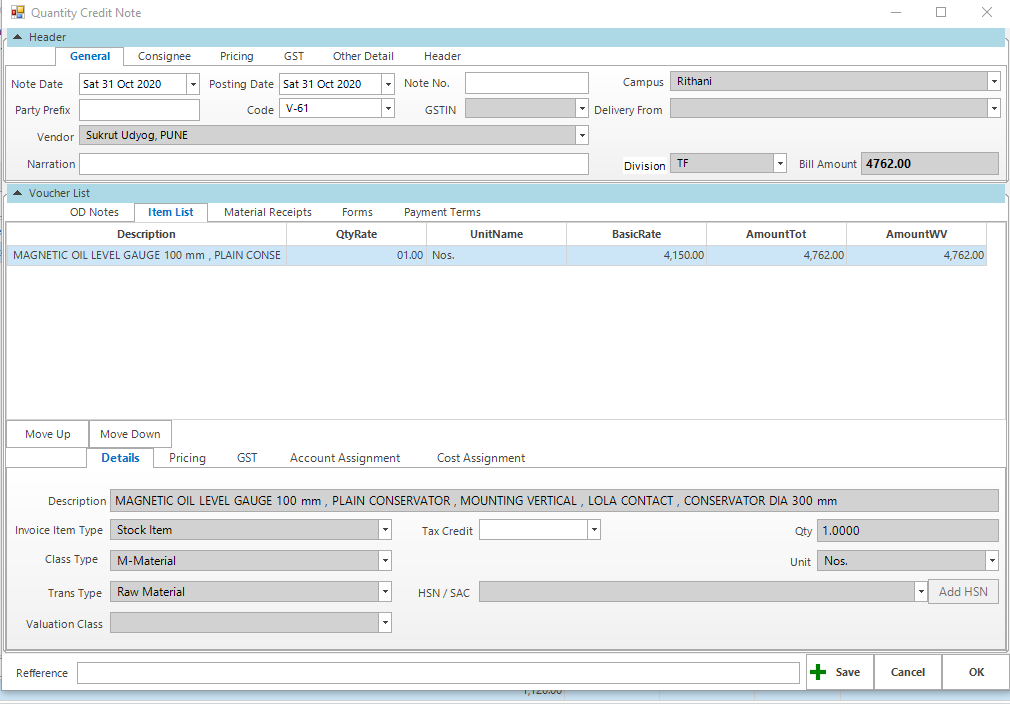 Quantity Credit Note
Header
General Consignee Pricing GST Other Detail Header
Note Date Sat 31 Oct 2020 Posting Date Sat 31 Oct 2020 Note No. Campus Rithani
Party Prefix Code V-61 GSTIN Delivery From
Vendor Sukrut Udyog, PUNE
Narration Division TF Bill Amount 4762.00
Voucher List
OD Notes Item List Material Receipts Forms Payment Terms
Description QtyRate UnitName BasicRate AmountTot AmountWV
MAGNETIC OIL LEVEL GAUGE 100 mm , PLAIN CONSE 01.00 Nos. 4,150.00 4,762.00 4,762.00
Move Up Move Down
Details Pricing GST Account Assignment Cost Assignment
Description MAGNETIC OIL LEVEL GAUGE 100 mm , PLAIN CONSERVATOR , MOUNTING VERTICAL , LOLA CONTACT , CONSERVATOR DIA 300 mm
Invoice Item Type Stock Item Tax Credit Qty 1.0000
Class Type M-Material Unit Nos.
Trans Type Raw Material HSN / SAC Add HSN
Valuation Class
Refference Save Cancel OK